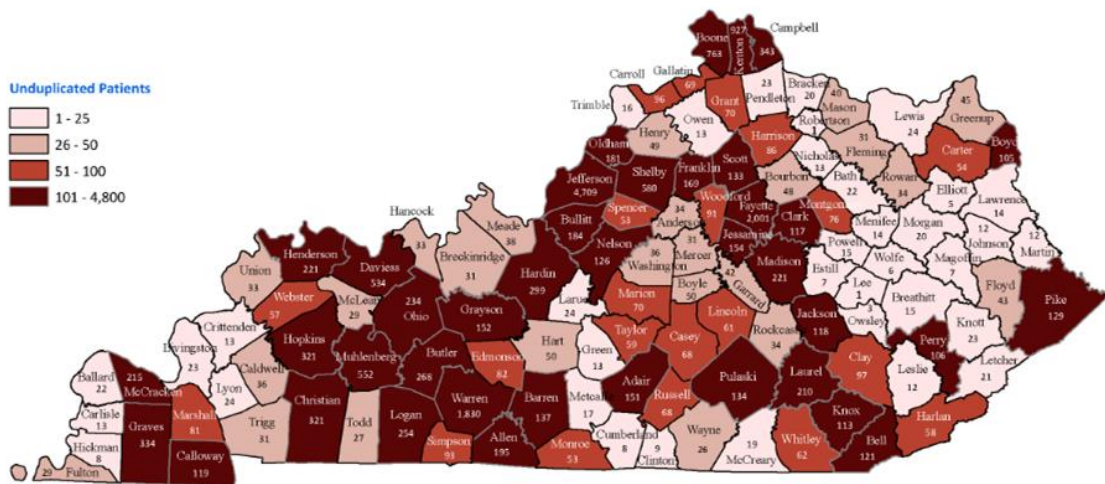 Unduplicated Patients
1 - 25
26 - 50
51 - 100
101 - 4,800
Boone
763
927
Kenton
Campbell
343
Carroll
96
Gallatin
69
Grant
70
23
Pendleton
Bracken
20
40
Mason
Trimble
16
Owen
13
Henry
49
Harrison
86
Robertson
1
31
Fleming
Lewis
24
45
Greenup
Carter
54
Boyd
105
Oldham
181
Nicholas
13
Jefferson
4,709
Shelby
580
Franklin
169
Scott
133
Bourbon
48
Bath
22
Rowan
34
Elliott
5
Lawrence
14
Spencer
53
34
Anderson
Woodford
91
Fayette
2,001
Clark
117
Montgom
76
Menifee
14
Morgan
20
12
Johnson
12
Martin
Bullitt
184
Nelson
126
Jessamine
154
Powell
15
Wolfe
6
Magoffin
7
Hancock
33
Meade
38
Breckinridge
31
Hardin
299
36
Washington
31
Mercer
Madison
221
Estill
7
Lee
1
Breathitt
15
Floyd
43
Pike
129
Henderson
221
Daviess
534
Union
33
Webster
57
McLean
29
234
Ohio
Grayson
152
Larue
24
Marion
70
Boyle
50
42
Garrard
Lincoln
61
Rockcast
34
Jackson
118
3
Owsley
Perry
106
Knott
23
Letcher
21
Crittenden
13
Hopkins
321
Muhlenberg
552
Butler
268
Edmonson
82
Hart
50
Green
13
Taylor
59
Casey
68
Pulaski
134
Laurel
210
Clay
97
Leslie
12
Livingston
23
Lyon
24
Caldwell
36
Christian
321
Warren
1,830
Barren
137
Metcalfe
17
Adair
151
Russell
68
Knox
113
Harlan
58
Ballard
22
215
McCracken
Carlisle
13
Graves
334
Marshall
81
Trigg
31
Todd
27
Logan
254
Simpson
93
Allen
195
Monroe
53
Cumberland
8
9
Clinton
Wayne
26
19
McCreary
Whitley
62
Bell
121
Hickman
8
29
Fulton
Calloway
119